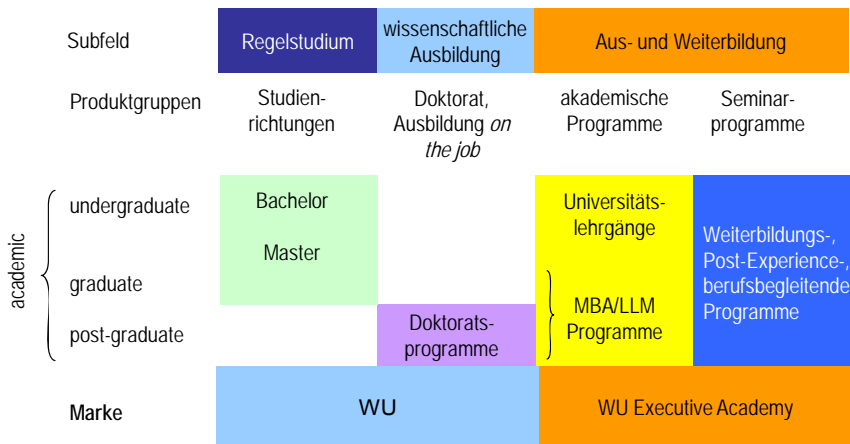 Subfeld
Regelstudium
wissenschaftliche
Ausbildung
Aus- und Weiterbildung
Produktgruppen
Studien-
richtungen
Doktorat,
Ausbildung on
the job
akademische
Programme
Seminar-
programme
academic
undergraduate
graduate
post-graduate
Bachelor
Master
Doktorats-
programme
Universitäts-
lehrgänge
MBA/LLM
Programme
Weiterbildungs-,
Post-Experience-,
berufsbegleitende
Programme
Marke
WU
WU Executive Academy